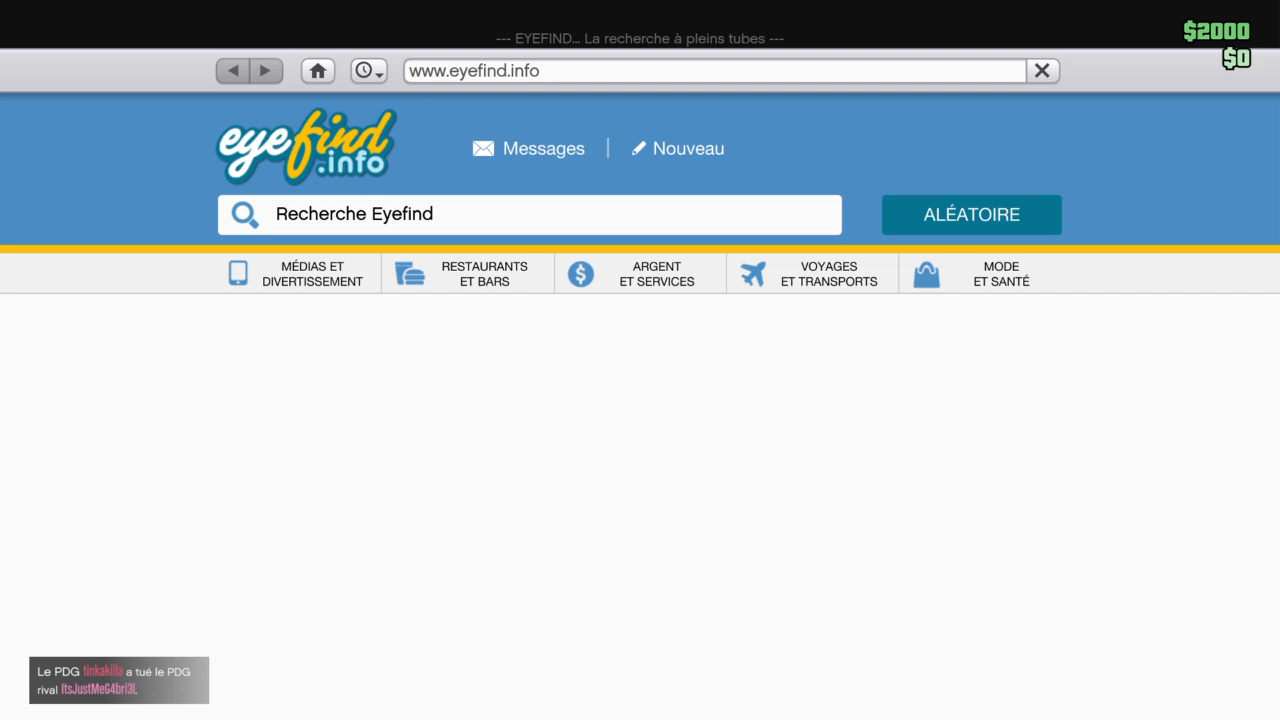 --- EYEFIND... La recherche à pleins tubes ---
$2000
$0
www.eyefind.info
eyefind
.info
Messages
Nouveau
Recherche Eyefind
ALÉATOIRE
MÉDIAS ET
DIVERTISSEMENT
RESTAURANTS
ET BARS
ARGENT
ET SERVICES
VOYAGES
ET TRANSPORTS
MODE
ET SANTÉ
Le PDG tinkakilla a tué le PDG
rival ItsJustMeG4bri3l.